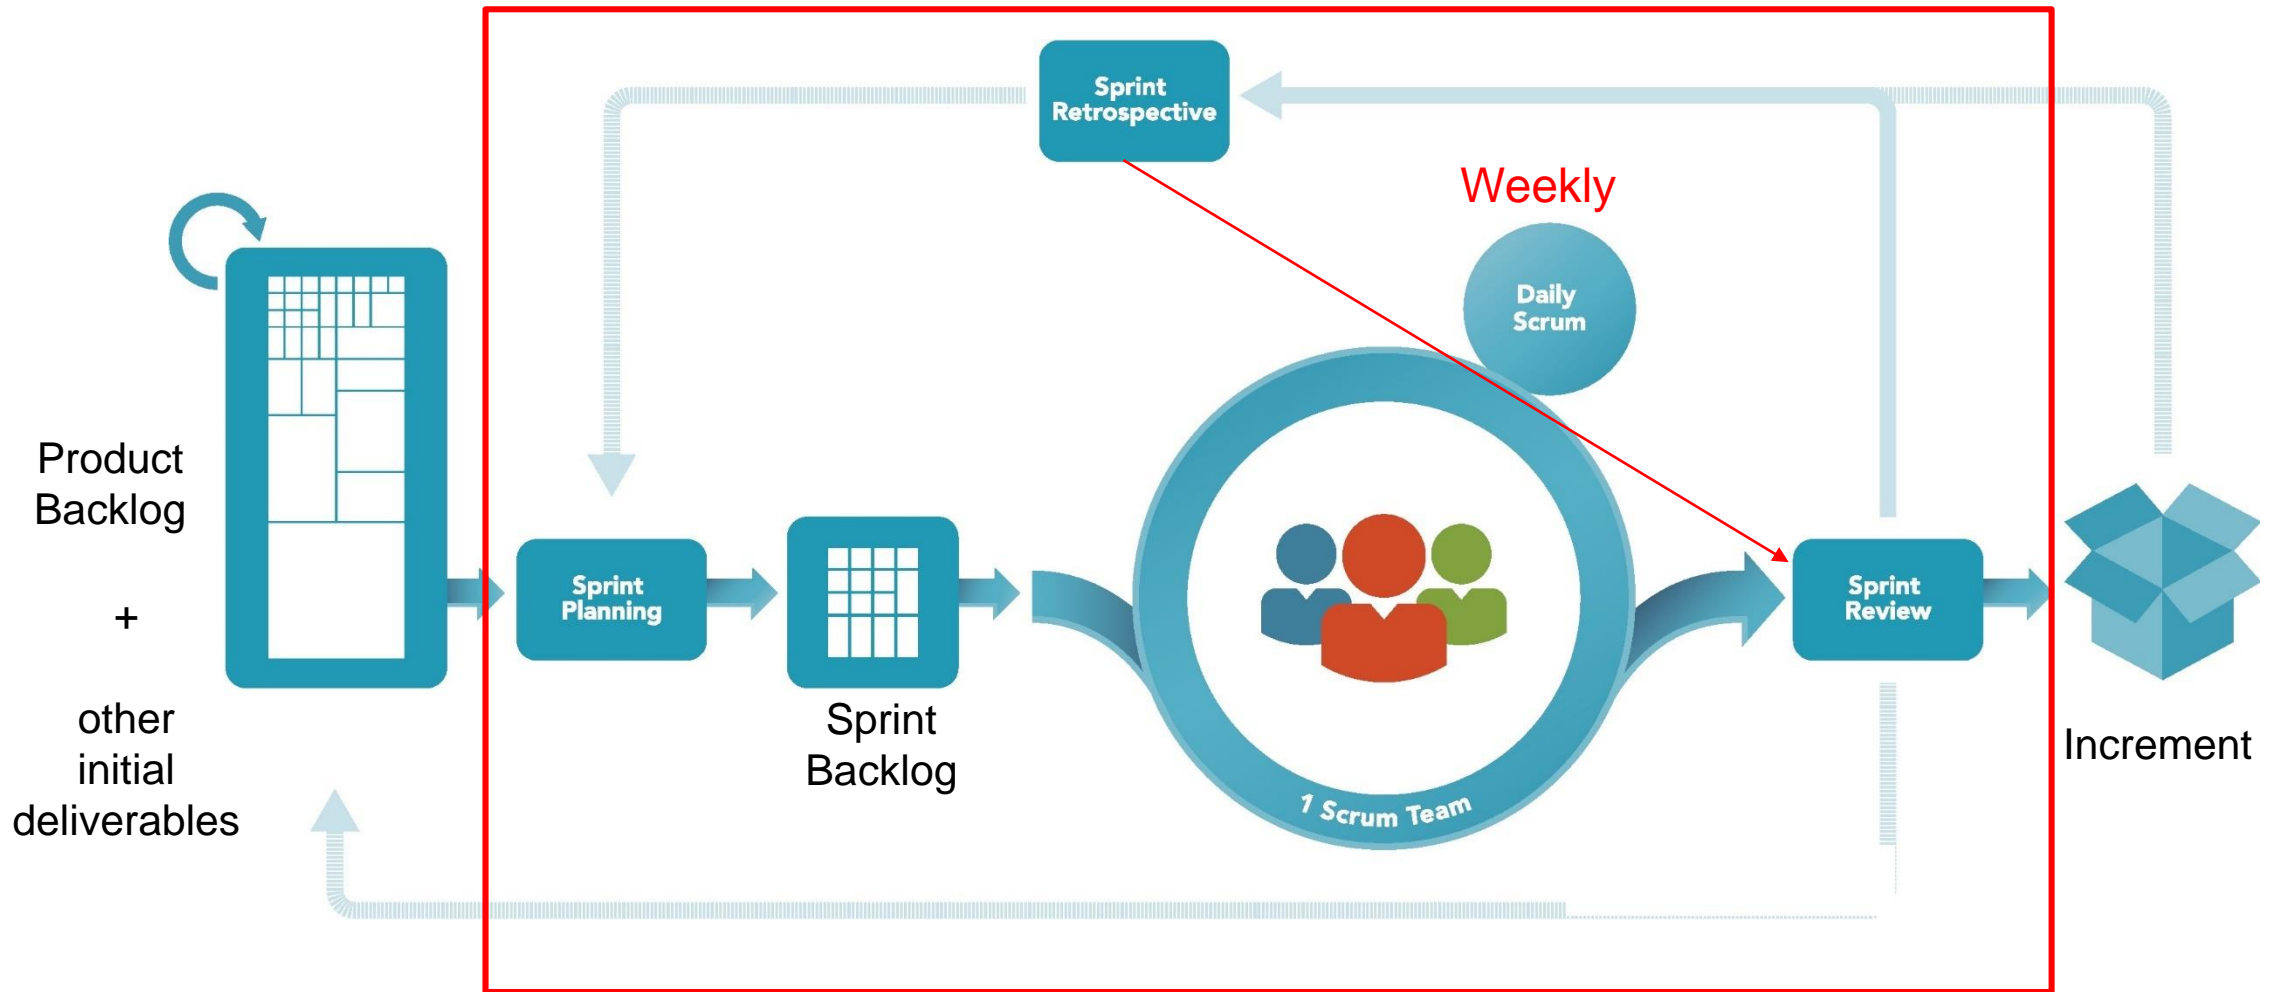 Sprint
Retrospective
Weekly
Daily
Scrum
Product
Backlog
+
other
initial
deliverables
Sprint
Planning
Sprint
Backlog
1 Scrum Team
Sprint
Review
Increment